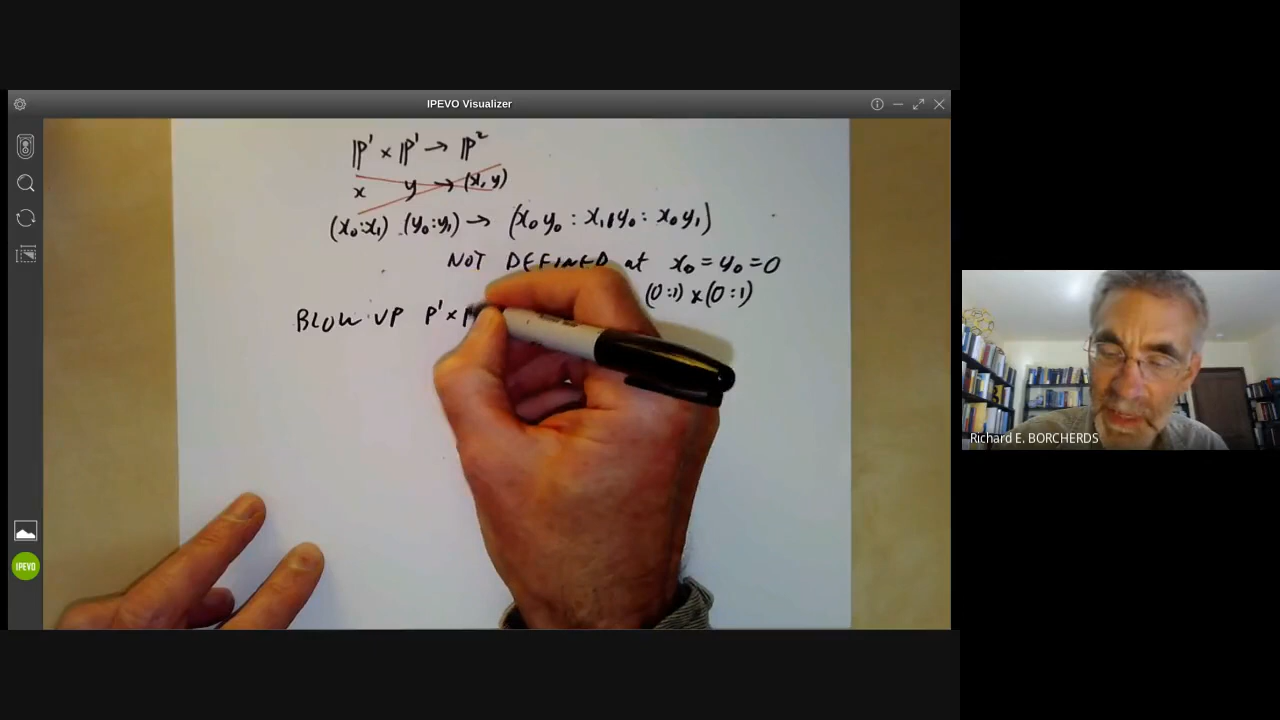 IPEVO Visualizer
ℙ¹ × ℙ¹ → ℙ²
x y → (x, y)
(x₀:x₁) (y₀:y₁) → (x₀y₀ : x₁y₀ : x₀y₁)
NOT DEFINED at x₀ = y₀ = 0
(0:1) × (0:1)
BLOW UP P¹ × P
IPEVO
Richard E. BORCHERDS